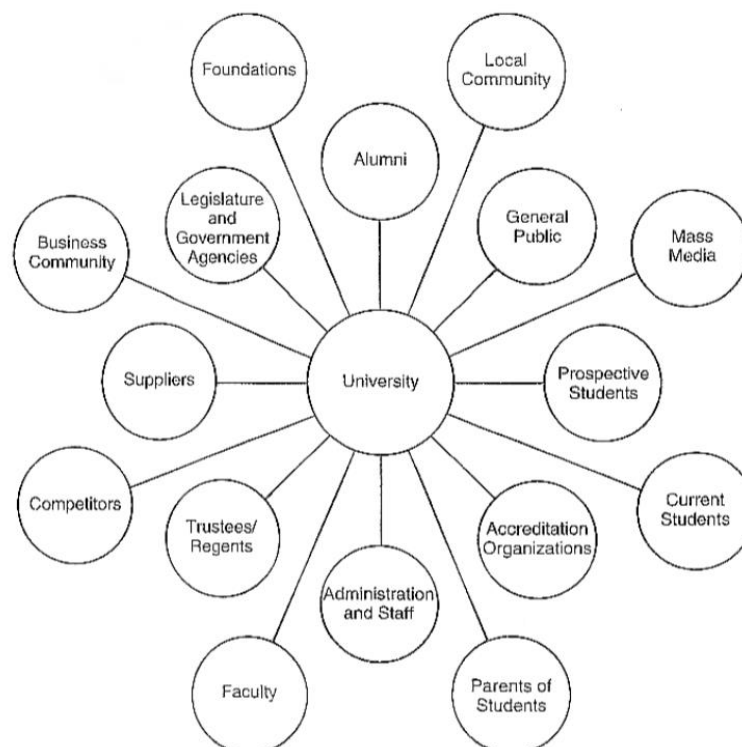 Foundations
Local
Community
Alumni
Legislature
and
Government
Agencies
General
Public
Business
Community
Mass
Media
Suppliers
University
Prospective
Students
Competitors
Trustees/
Regents
Accreditation
Organizations
Current
Students
Administration
and Staff
Faculty
Parents of
Students